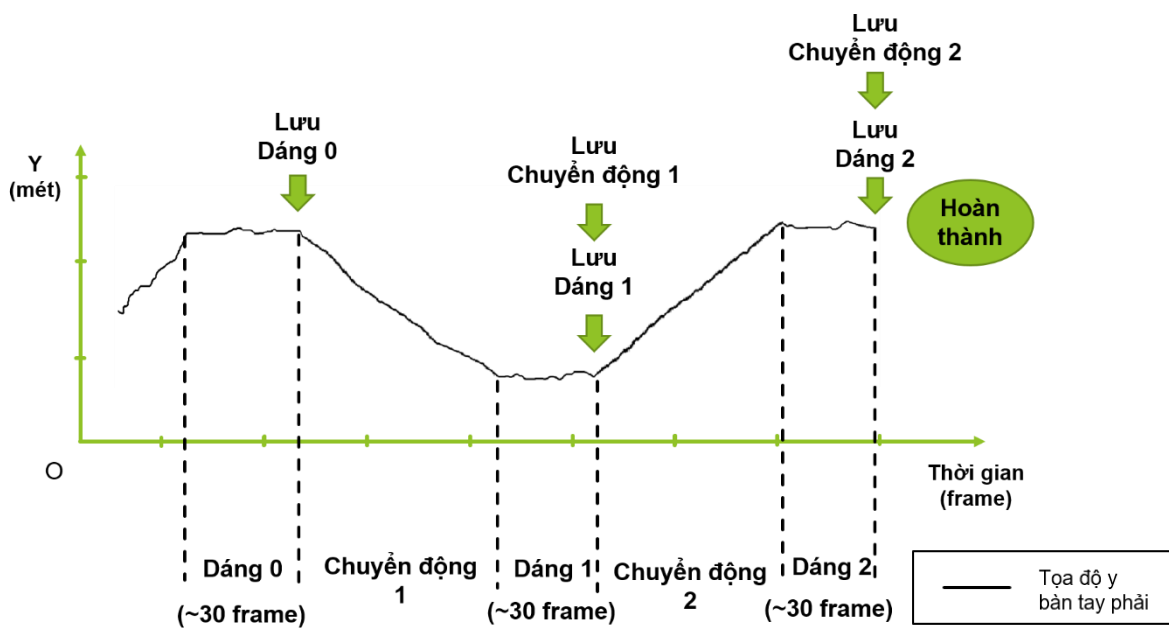 Lưu
Chuyển động 2
Lưu
Dáng 0
Lưu
Chuyển động 1
Lưu
Dáng 2
Y
(mét)
Hoàn
thành
Lưu
Dáng 1
O
Thời gian
(frame)
Dáng 0
(~30 frame)
Chuyển động
1
Dáng 1
(~30 frame)
Chuyển động
2
Dáng 2
(~30 frame)
Tọa độ y
bàn tay phải